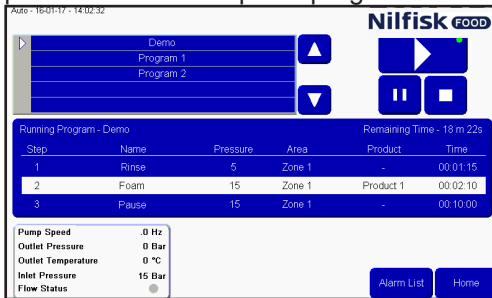 Auto - 16-01-17 - 14:02:32
Nilfisk FOOD
Demo
Program 1
Program 2
Running Program - Demo Remaining Time - 18 m 22s
Step Name Pressure Area Product Time
1 Rinse 5 Zone 1 - 00:01:15
2 Foam 15 Zone 1 Product 1 00:02:10
3 Pause 15 Zone 1 - 00:10:00
Pump Speed .0 Hz
Outlet Pressure 0 Bar
Outlet Temperature 0 °C
Inlet Pressure 15 Bar
Flow Status
Alarm List Home